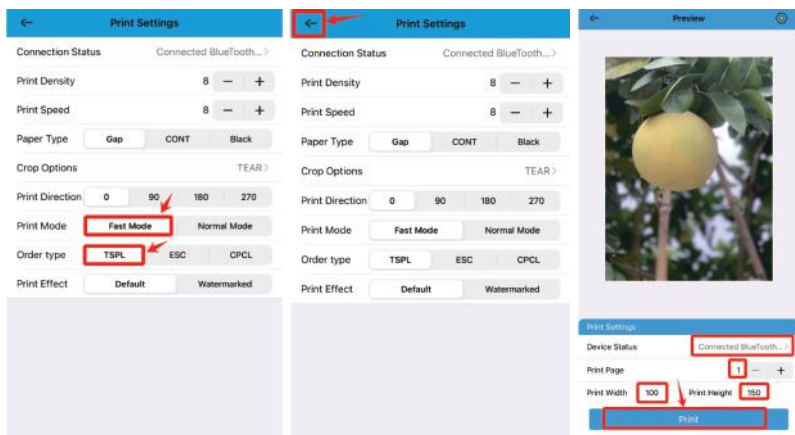 Print Settings
Connection Status Connected BlueTooth...
Print Density 8 — +
Print Speed 8 — +
Paper Type Gap CONT Black
Crop Options TEAR
Print Direction 0 90 180 270
Print Mode Fast Mode Normal Mode
Order type TSPL ESC CPCL
Print Effect Default Watermarked
Print Settings
Connection Status Connected BlueTooth...
Print Density 8 — +
Print Speed 8 — +
Paper Type Gap CONT Black
Crop Options TEAR
Print Direction 0 90 180 270
Print Mode Fast Mode Normal Mode
Order type TSPL ESC CPCL
Print Effect Default Watermarked
Preview
Print Settings
Device Status Connected BlueTooth...
Print Page 1 — +
Print Width 100 Print Height 150
Print